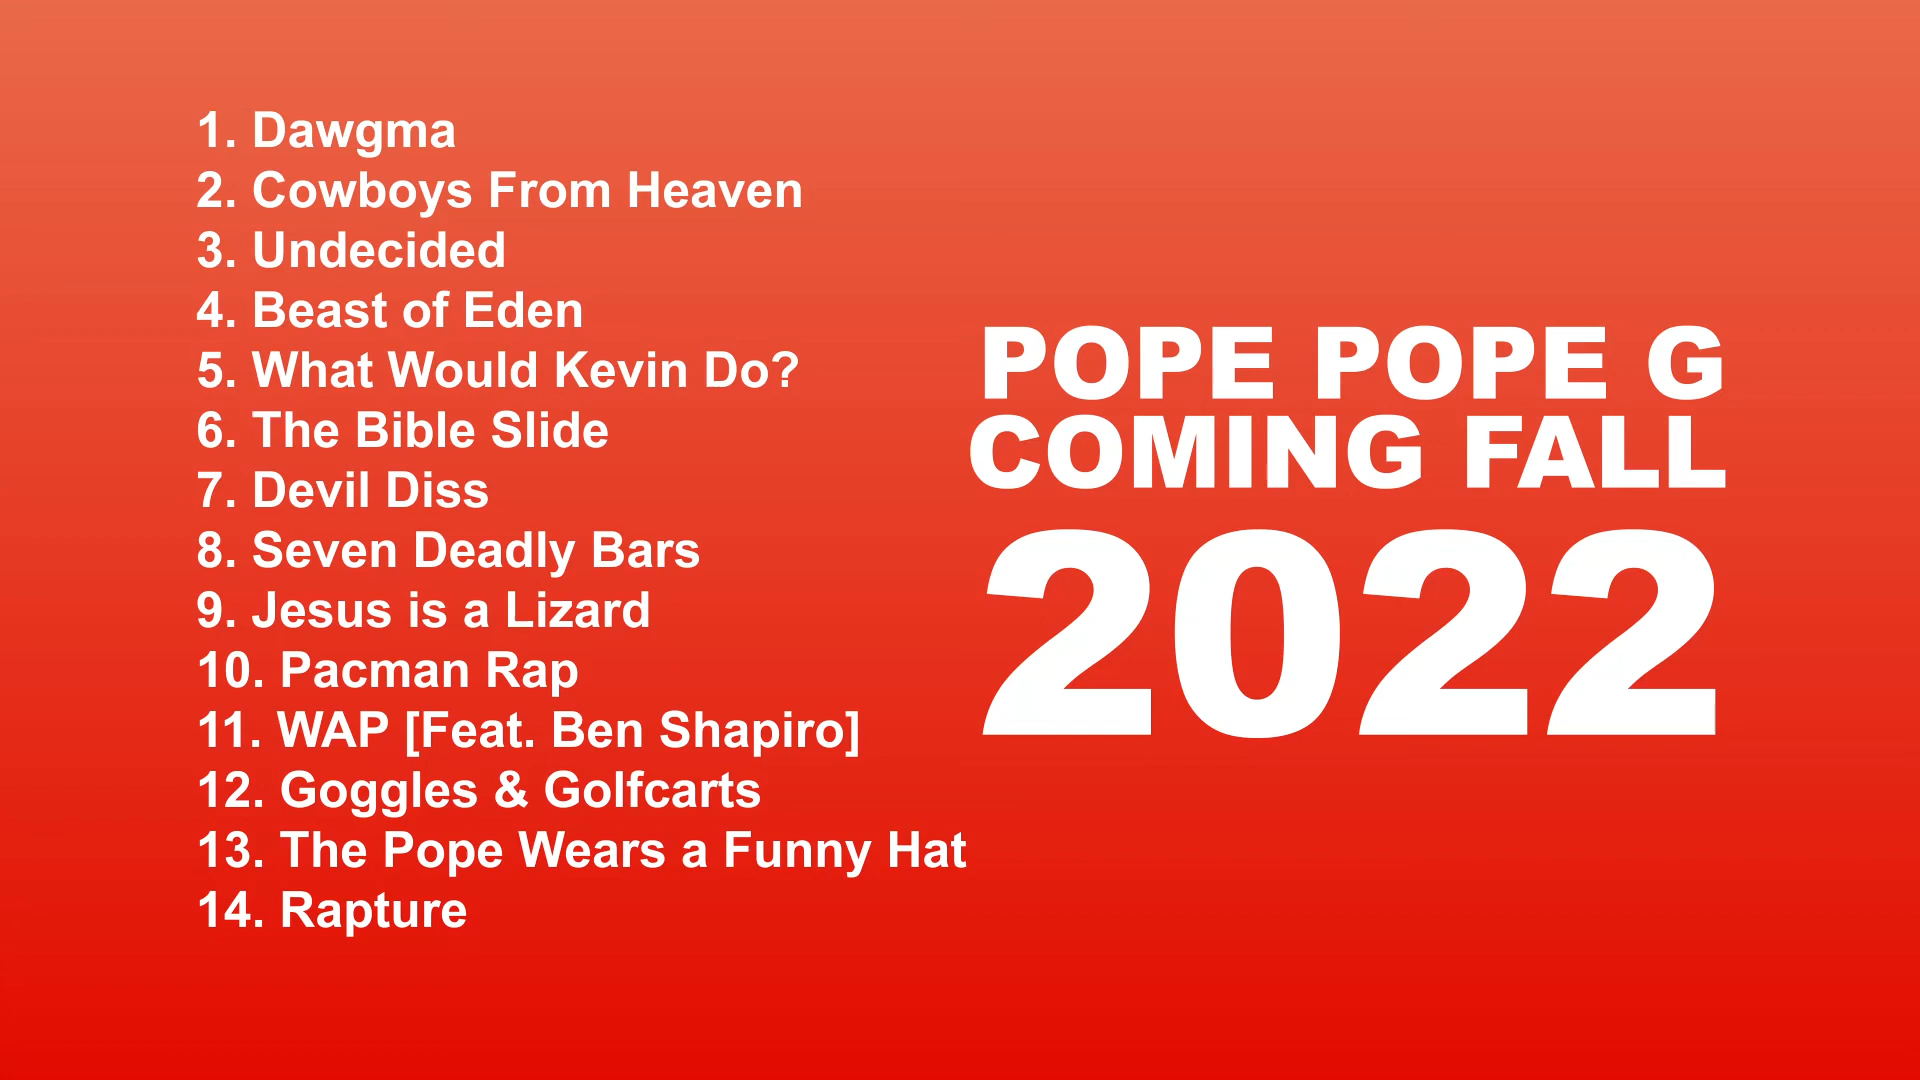 1. Dawgma
2. Cowboys From Heaven
3. Undecided
4. Beast of Eden
5. What Would Kevin Do?
6. The Bible Slide
7. Devil Diss
8. Seven Deadly Bars
9. Jesus is a Lizard
10. Pacman Rap
11. WAP [Feat. Ben Shapiro]
12. Goggles & Golfcarts
13. The Pope Wears a Funny Hat
14. Rapture
POPE POPE G
COMING FALL
2022